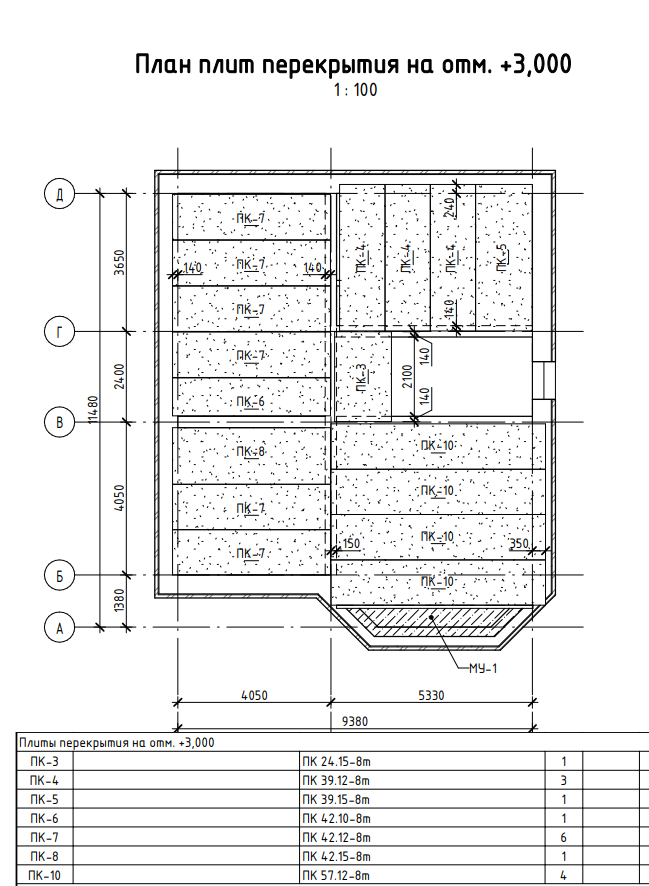 План плит перекрытия на отм. +3,000
1 : 100
Д
ПК-7
240
ПК-4
ПК-4
ПК-4
ПК-5
3650
ПК-7
140
140
ПК-7
140
Г
ПК-7
140
2400
ПК-3
2100
11480
ПК-6
140
В
ПК-8
ПК-10
ПК-10
4050
ПК-7
ПК-10
150
350
ПК-7
Б
ПК-10
1380
А
МУ-1
4050
5330
9380
Плиты перекрытия на отм. +3,000
ПК-3 ПК 24.15-8т 1
ПК-4 ПК 39.12-8т 3
ПК-5 ПК 39.15-8т 1
ПК-6 ПК 42.10-8т 1
ПК-7 ПК 42.12-8т 6
ПК-8 ПК 42.15-8т 1
ПК-10 ПК 57.12-8т 4